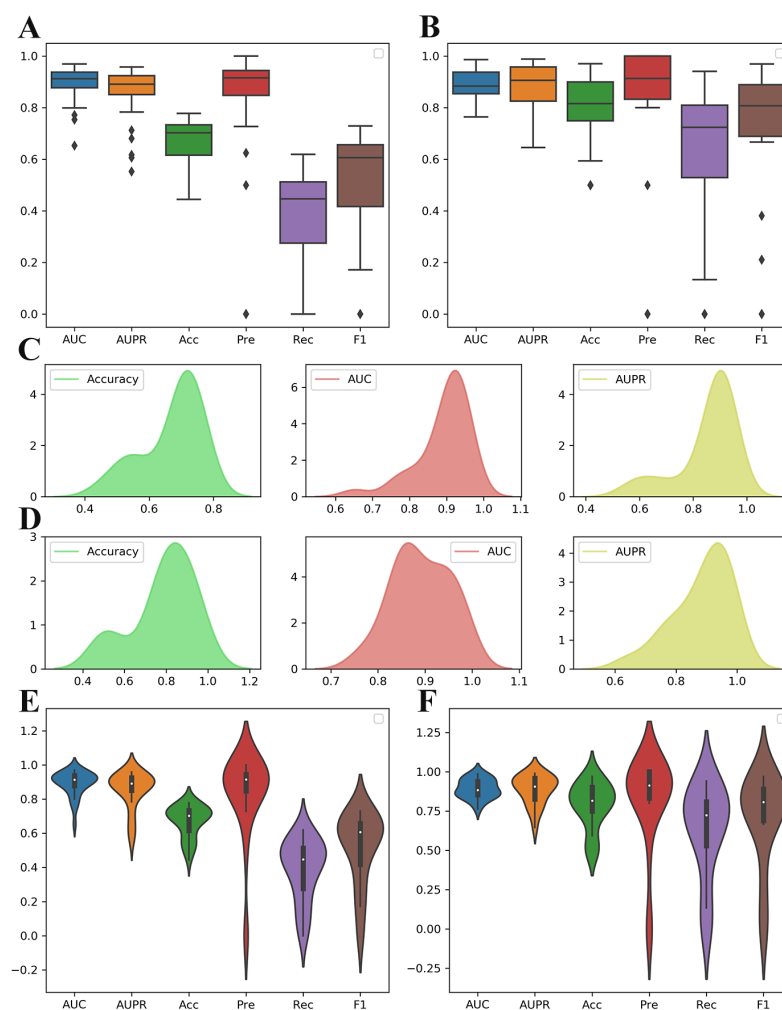 A
B
1.0
0.8
0.6
0.4
0.2
0.0
AUC AUPR Acc Pre Rec F1
1.0
0.8
0.6
0.4
0.2
0.0
AUC AUPR Acc Pre Rec F1
C
4
2
0
Accuracy
0.4 0.6 0.8
6
4
2
0
AUC
0.6 0.7 0.8 0.9 1.0 1.1
4
2
0
AUPR
0.4 0.6 0.8 1.0
D
3
2
1
0
Accuracy
0.4 0.6 0.8 1.0 1.2
4
2
0
AUC
0.7 0.8 0.9 1.0 1.1
4
3
2
1
0
AUPR
0.6 0.8 1.0
E
F
1.2
1.0
0.8
0.6
0.4
0.2
0.0
−0.2
AUC AUPR Acc Pre Rec F1
1.25
1.00
0.75
0.50
0.25
0.00
−0.25
AUC AUPR Acc Pre Rec F1